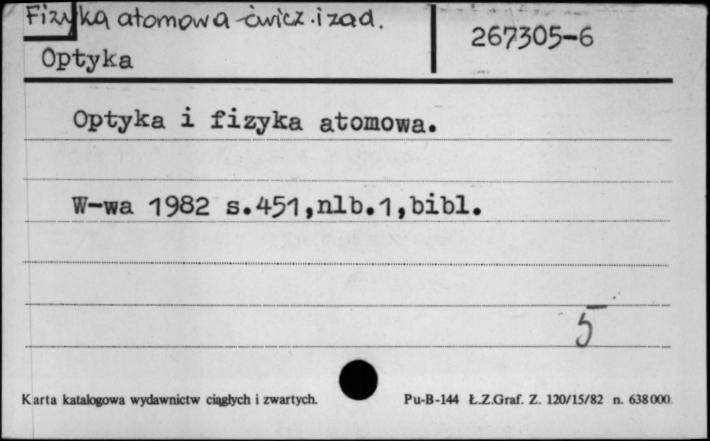 Fizyka atomowa - ćwicz. i zad.
267305-6
Optyka
Optyka i fizyka atomowa.
W-wa 1982 s.451,nlb.1,bibl.
5
Karta katalogowa wydawnictw ciągłych i zwartych.
Pu-B-144 Ł.Z.Graf. Z. 120/15/82 n. 638000.